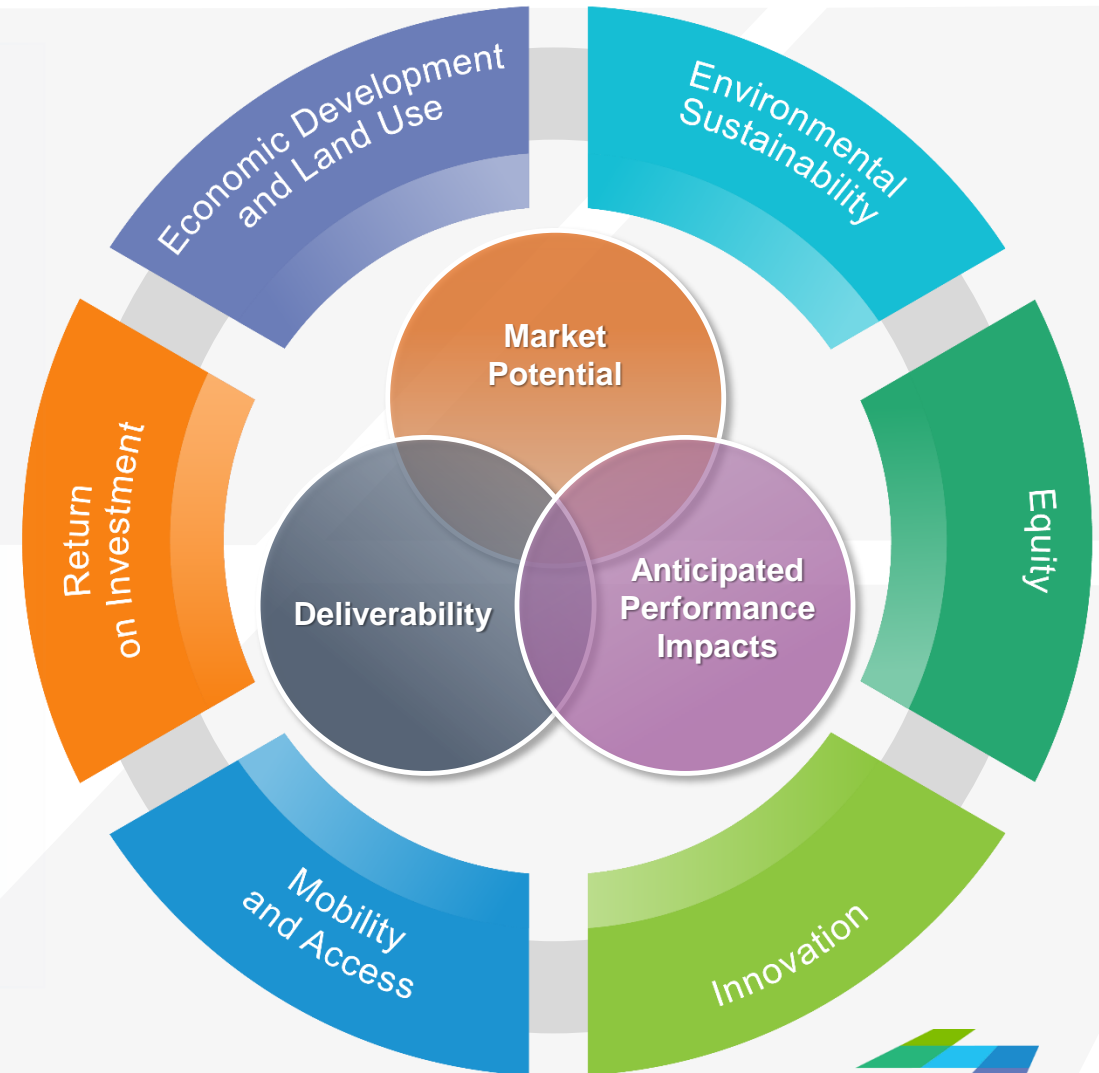 Economic Development
and Land Use
Environmental
Sustainability
Equity
Innovation
Mobility
and Access
Return
on Investment
Market
Potential
Deliverability
Anticipated
Performance
Impacts